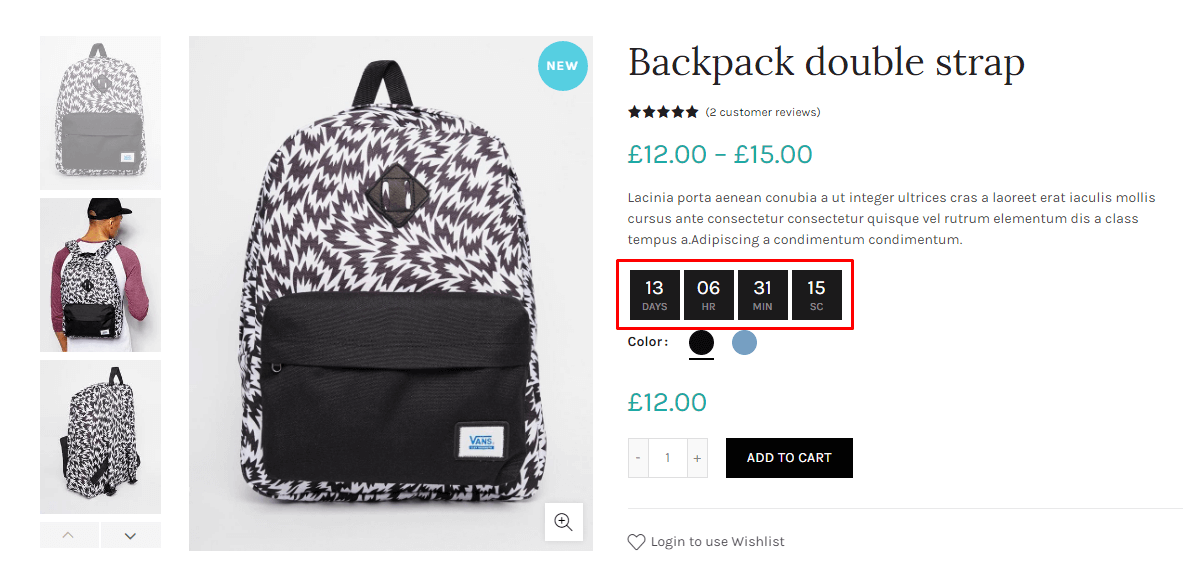 NEW
VANS
Backpack double strap
(2 customer reviews)
£12.00 – £15.00
Lacinia porta aenean conubia a ut integer ultrices cras a laoreet erat iaculis mollis
cursus ante consectetur consectetur quisque vel rutrum elementum dis a class
tempus a.Adipiscing a condimentum condimentum.
13 06 31 15
DAYS HR MIN SC
Color:
£12.00
- 1 + ADD TO CART
Login to use Wishlist